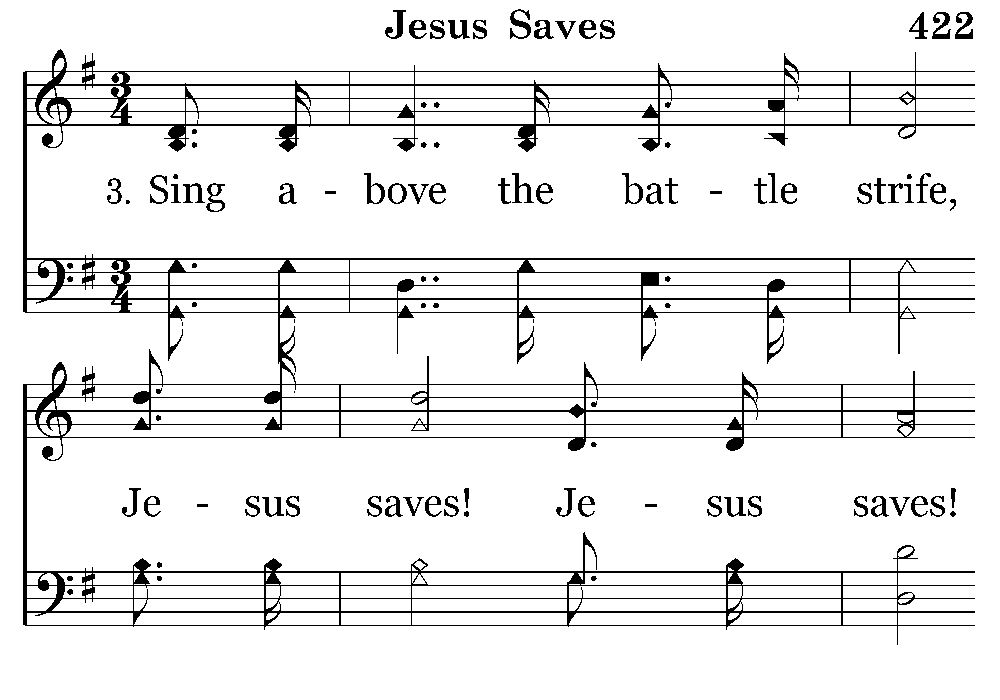 Jesus Saves 422
3. Sing a - bove the bat - tle strife,
Je - sus saves! Je - sus saves!